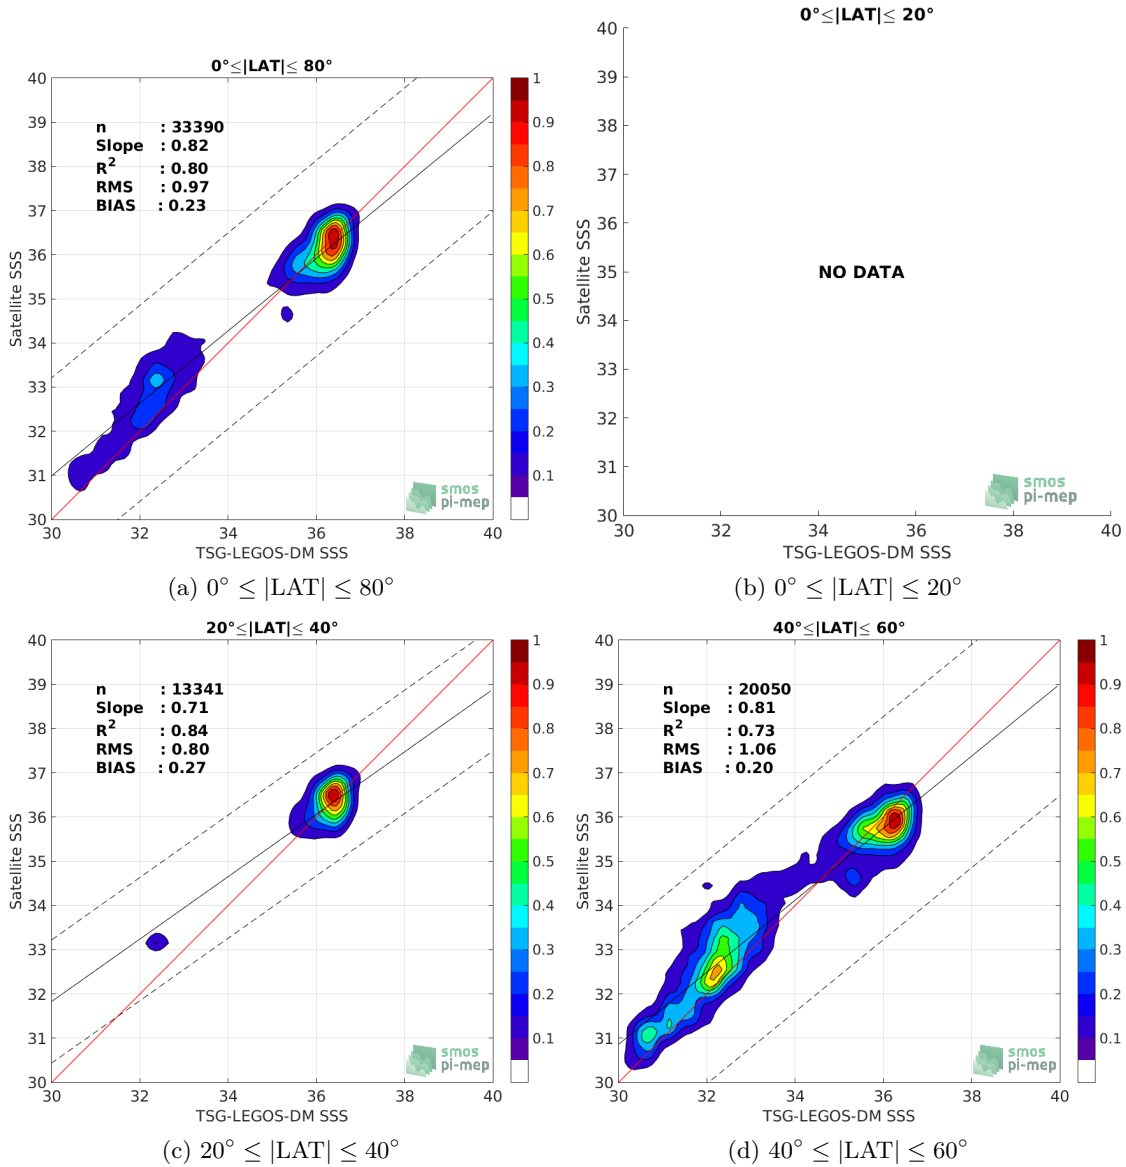 0°≤|LAT|≤ 80°
40
39
38
37
36
35
34
33
32
31
30
Satellite SSS
n : 33390
Slope : 0.82
R² : 0.80
RMS : 0.97
BIAS : 0.23
30 32 34 36 38 40
TSG-LEGOS-DM SSS
1
0.9
0.8
0.7
0.6
0.5
0.4
0.3
0.2
0.1
smos
pi-mep
(a) 0° ≤ |LAT| ≤ 80°
0°≤|LAT|≤ 20°
40
39
38
37
36
35
34
33
32
31
30
Satellite SSS
NO DATA
smos
pi-mep
30 32 34 36 38 40
TSG-LEGOS-DM SSS
(b) 0° ≤ |LAT| ≤ 20°
20°≤|LAT|≤ 40°
40
39
38
37
36
35
34
33
32
31
30
Satellite SSS
n : 13341
Slope : 0.71
R² : 0.84
RMS : 0.80
BIAS : 0.27
30 32 34 36 38 40
TSG-LEGOS-DM SSS
1
0.9
0.8
0.7
0.6
0.5
0.4
0.3
0.2
0.1
smos
pi-mep
(c) 20° ≤ |LAT| ≤ 40°
40°≤|LAT|≤ 60°
40
39
38
37
36
35
34
33
32
31
30
Satellite SSS
n : 20050
Slope : 0.81
R² : 0.73
RMS : 1.06
BIAS : 0.20
30 32 34 36 38 40
TSG-LEGOS-DM SSS
1
0.9
0.8
0.7
0.6
0.5
0.4
0.3
0.2
0.1
smos
pi-mep
(d) 40° ≤ |LAT| ≤ 60°